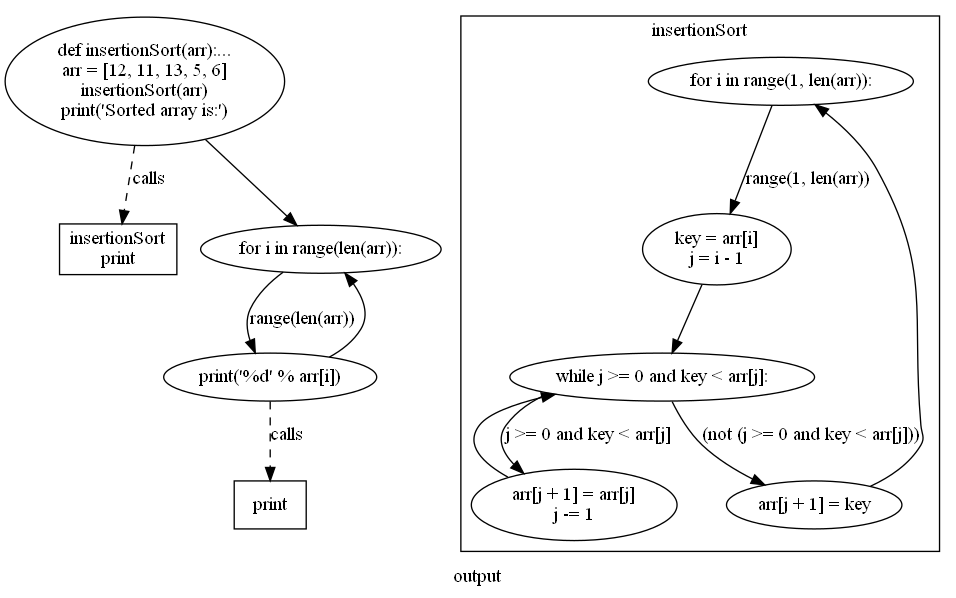 def insertionSort(arr):...
arr = [12, 11, 13, 5, 6]
insertionSort(arr)
print('Sorted array is:')
calls
insertionSort
print
for i in range(len(arr)):
range(len(arr))
print('%d' % arr[i])
calls
print
insertionSort
for i in range(1, len(arr)):
range(1, len(arr))
key = arr[i]
j = i - 1
while j >= 0 and key < arr[j]:
j >= 0 and key < arr[j]
(not (j >= 0 and key < arr[j]))
arr[j + 1] = arr[j]
j -= 1
arr[j + 1] = key
output